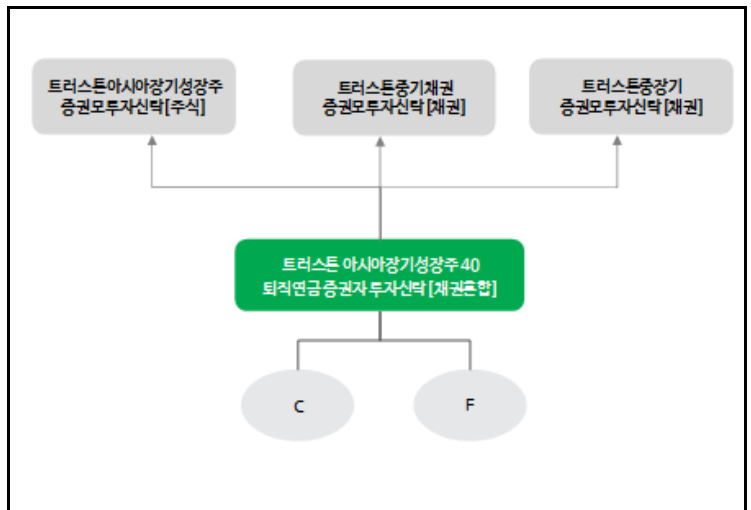 트러스톤아시아장기성장주
증권모투자신탁[주식]
트러스톤중기채권
증권모투자신탁[채권]
트러스톤중장기
증권모투자신탁[채권]
트러스톤 아시아장기성장주 40
퇴직연금 증권자 투자신탁 [채권혼합]
C
F